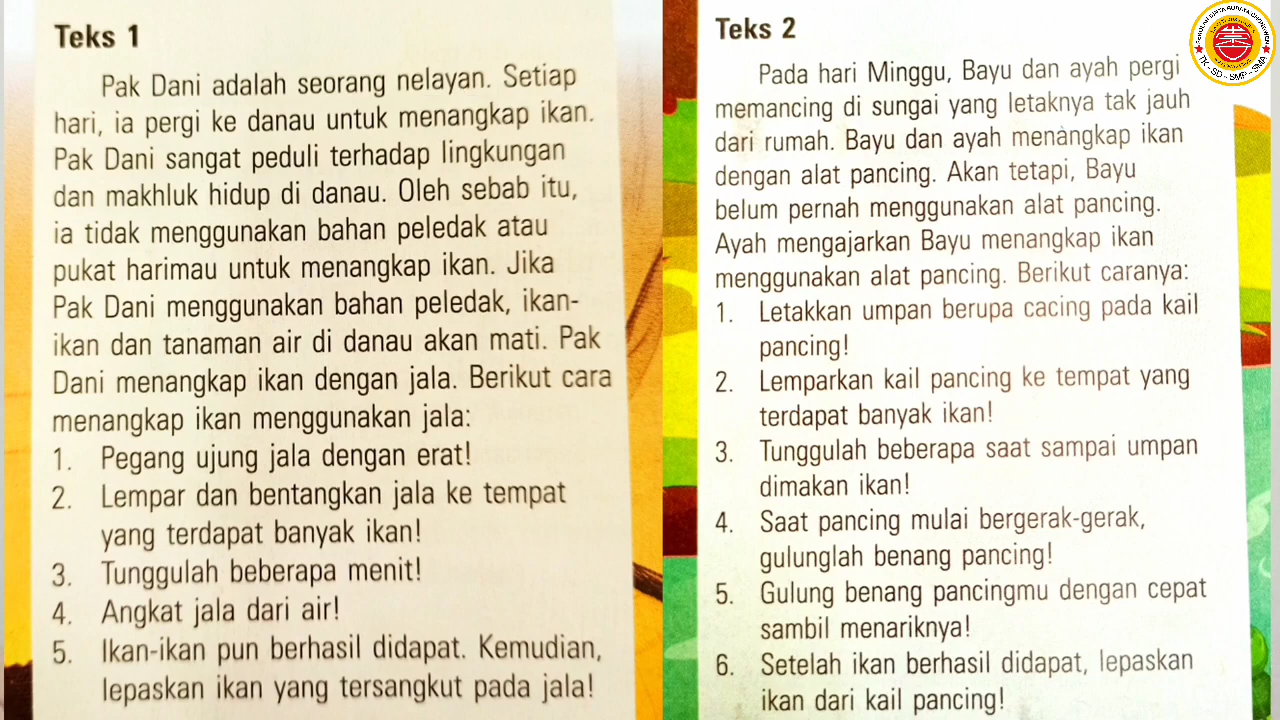 Teks 1
Pak Dani adalah seorang nelayan. Setiap
hari, ia pergi ke danau untuk menangkap ikan.
Pak Dani sangat peduli terhadap lingkungan
dan makhluk hidup di danau. Oleh sebab itu,
ia tidak menggunakan bahan peledak atau
pukat harimau untuk menangkap ikan. Jika
Pak Dani menggunakan bahan peledak, ikan-
ikan dan tanaman air di danau akan mati. Pak
Dani menangkap ikan dengan jala. Berikut cara
menangkap ikan menggunakan jala:
1. Pegang ujung jala dengan erat!
2. Lempar dan bentangkan jala ke tempat
yang terdapat banyak ikan!
3. Tunggulah beberapa menit!
4. Angkat jala dari air!
5. Ikan-ikan pun berhasil didapat. Kemudian,
lepaskan ikan yang tersangkut pada jala!
Teks 2
Pada hari Minggu, Bayu dan ayah pergi
memancing di sungai yang letaknya tak jauh
dari rumah. Bayu dan ayah menangkap ikan
dengan alat pancing. Akan tetapi, Bayu
belum pernah menggunakan alat pancing.
Ayah mengajarkan Bayu menangkap ikan
menggunakan alat pancing. Berikut caranya:
1. Letakkan umpan berupa cacing pada kail
pancing!
2. Lemparkan kail pancing ke tempat yang
terdapat banyak ikan!
3. Tunggulah beberapa saat sampai umpan
dimakan ikan!
4. Saat pancing mulai bergerak-gerak,
gulunglah benang pancing!
5. Gulung benang pancingmu dengan cepat
sambil menariknya!
6. Setelah ikan berhasil didapat, lepaskan
ikan dari kail pancing!
TK - SD - SMP - SMA